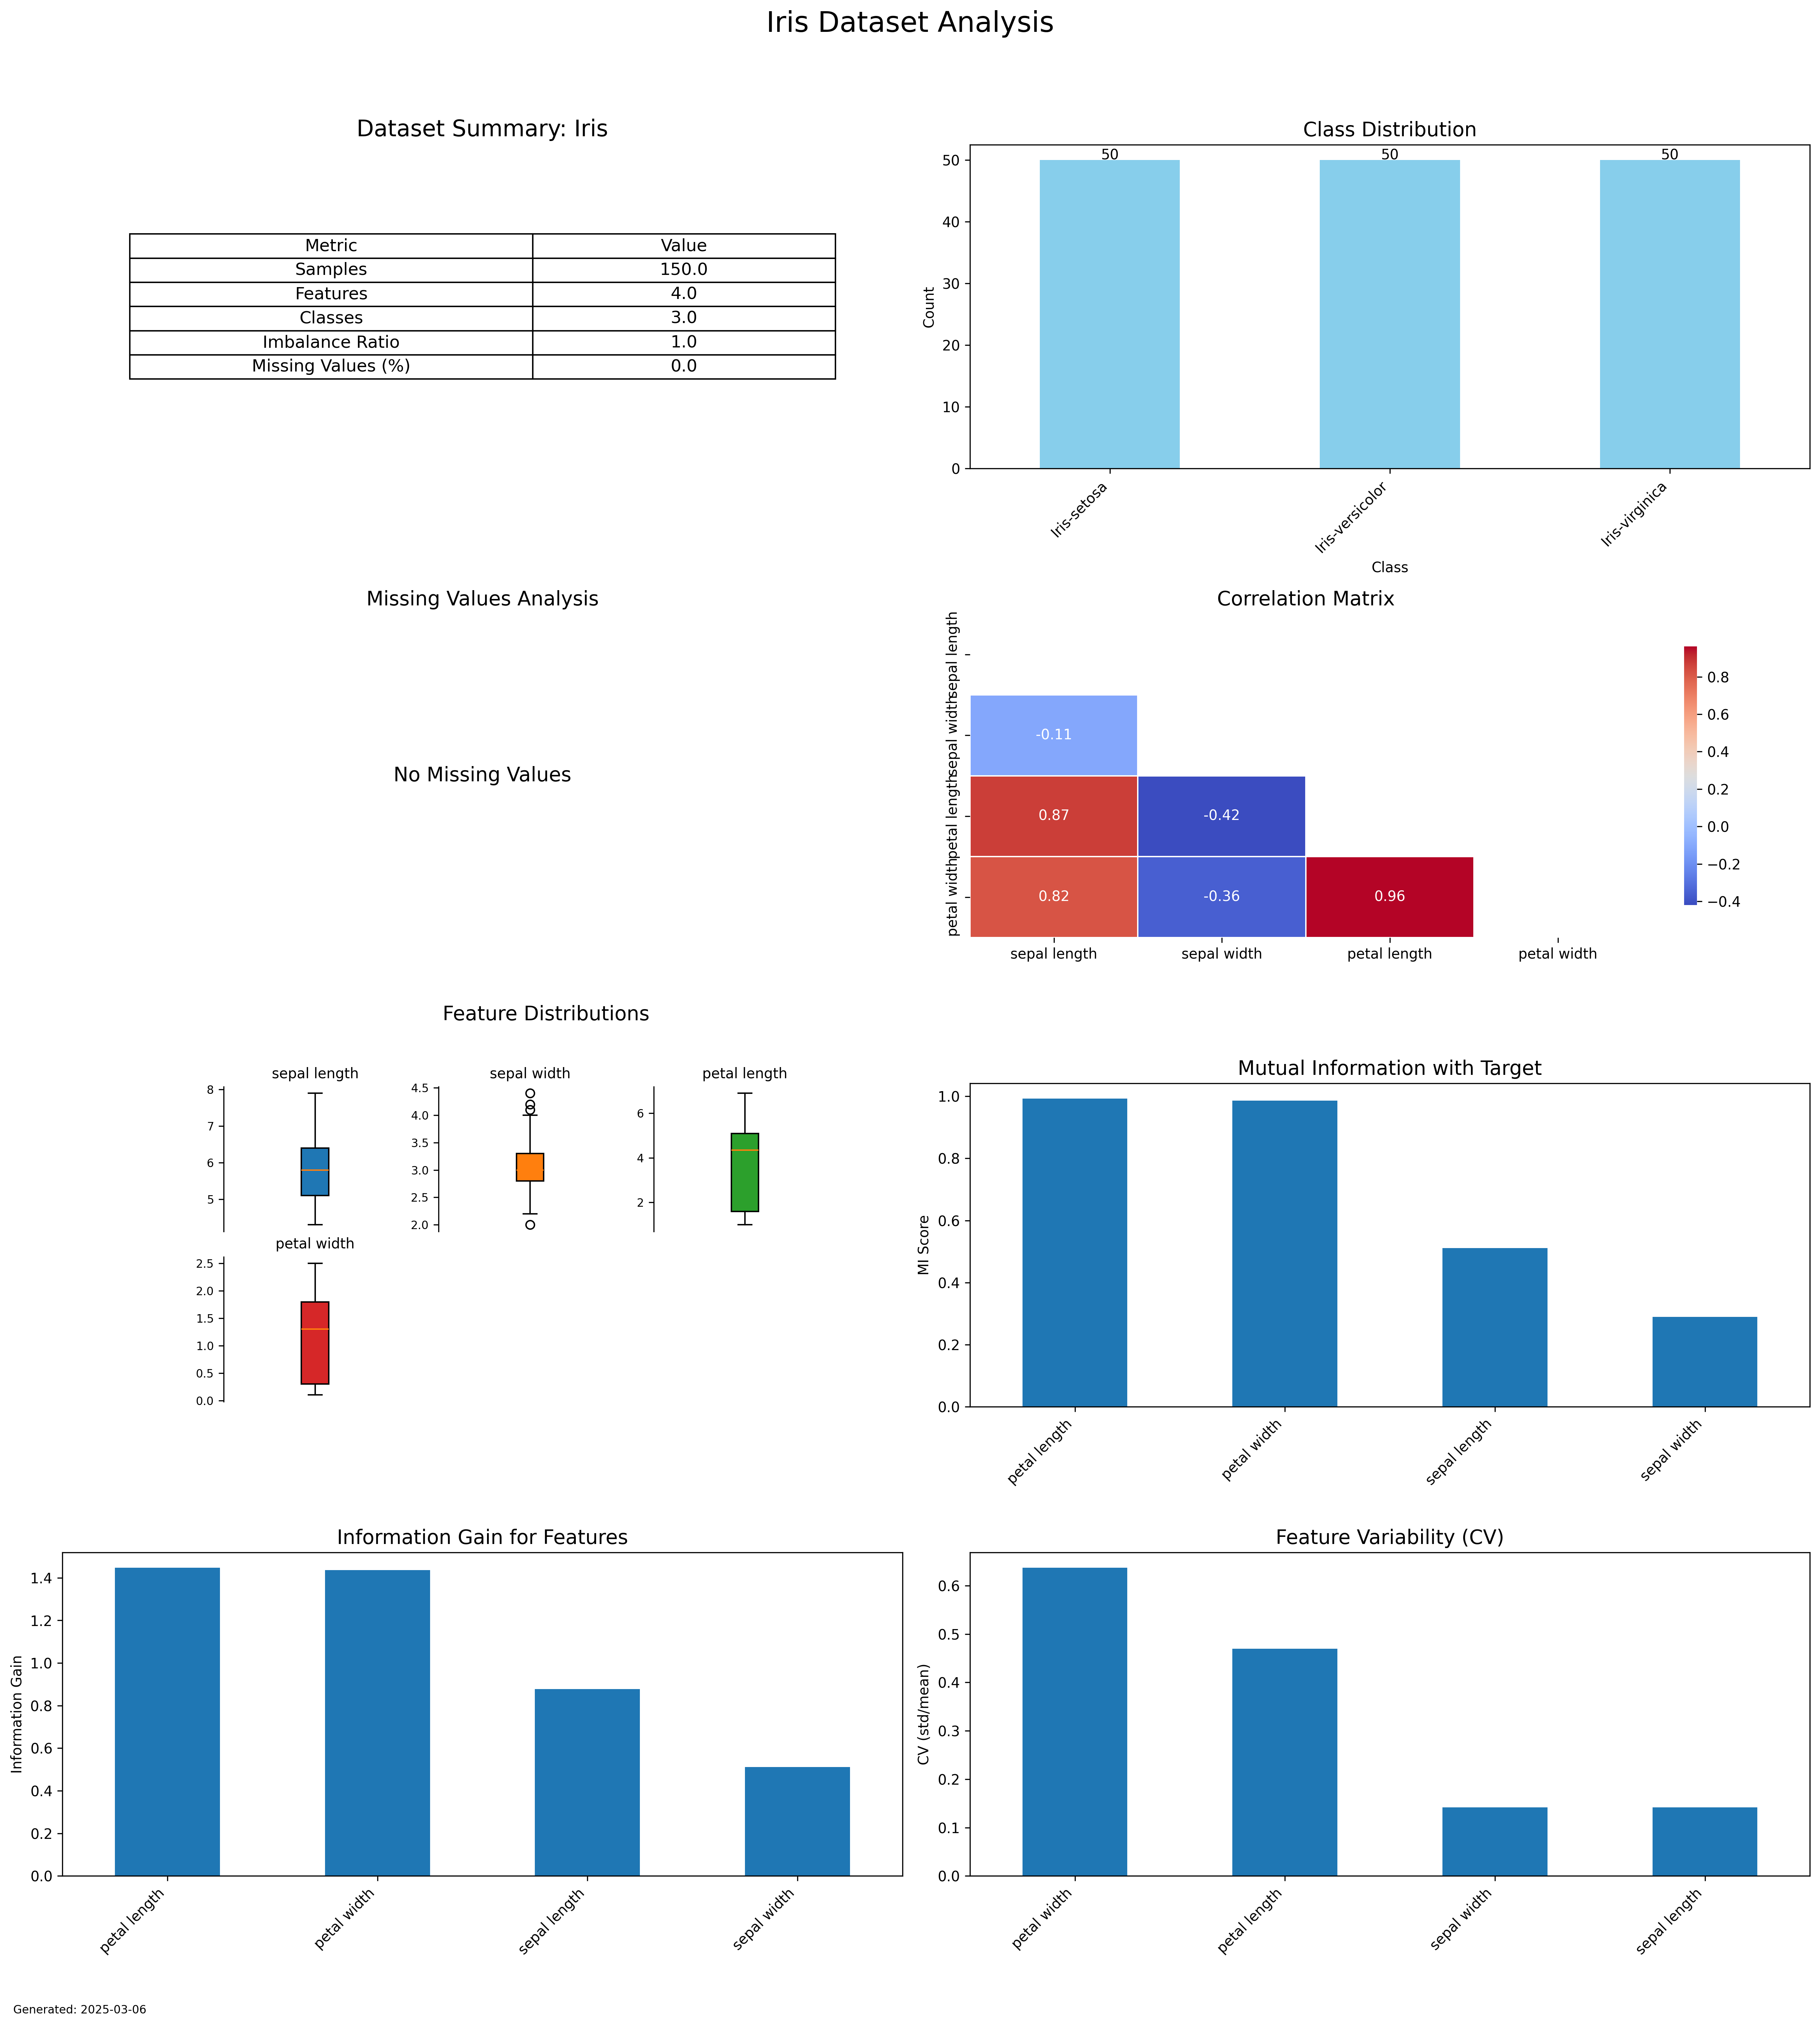 Iris Dataset Analysis
Dataset Summary: Iris
Metric Value
Samples 150.0
Features 4.0
Classes 3.0
Imbalance Ratio 1.0
Missing Values (%) 0.0
Class Distribution
50 50 50
Count
50
40
30
20
10
0
Iris-setosa Iris-versicolor Iris-virginica
Class
Missing Values Analysis
No Missing Values
Correlation Matrix
sepal length
sepal width
petal length
petal width
-0.11
0.87 -0.42
0.82 -0.36 0.96
sepal length sepal width petal length petal width
0.8
0.6
0.4
0.2
0.0
−0.2
−0.4
Feature Distributions
sepal length
8
7
6
5
sepal width
4.5
4.0
3.5
3.0
2.5
2.0
petal length
6
4
2
petal width
2.5
2.0
1.5
1.0
0.5
0.0
Mutual Information with Target
MI Score
1.0
0.8
0.6
0.4
0.2
0.0
petal length petal width sepal length sepal width
Information Gain for Features
Information Gain
1.4
1.2
1.0
0.8
0.6
0.4
0.2
0.0
petal length petal width sepal length sepal width
Feature Variability (CV)
CV (std/mean)
0.6
0.5
0.4
0.3
0.2
0.1
0.0
petal width petal length sepal width sepal length
Generated: 2025-03-06